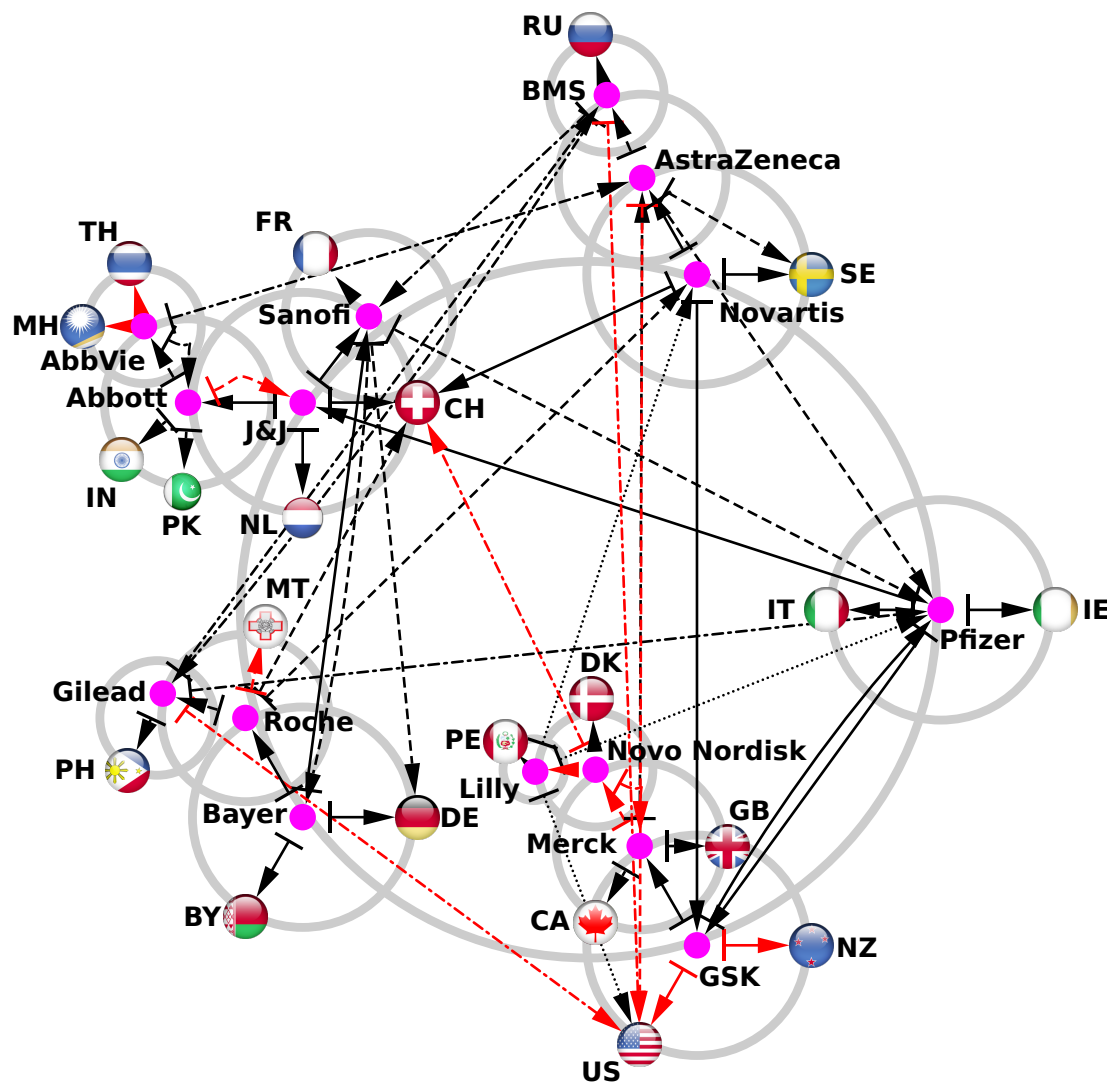 RU
BMS
AstraZeneca
FR
TH
SE
MH
Sanofi
Novartis
AbbVie
Abbott
CH
J&J
IN
PK
NL
MT
IT
IE
Pfizer
DK
Gilead
Roche
PE
Novo Nordisk
PH
Lilly
Bayer
DE
GB
Merck
BY
CA
NZ
GSK
US